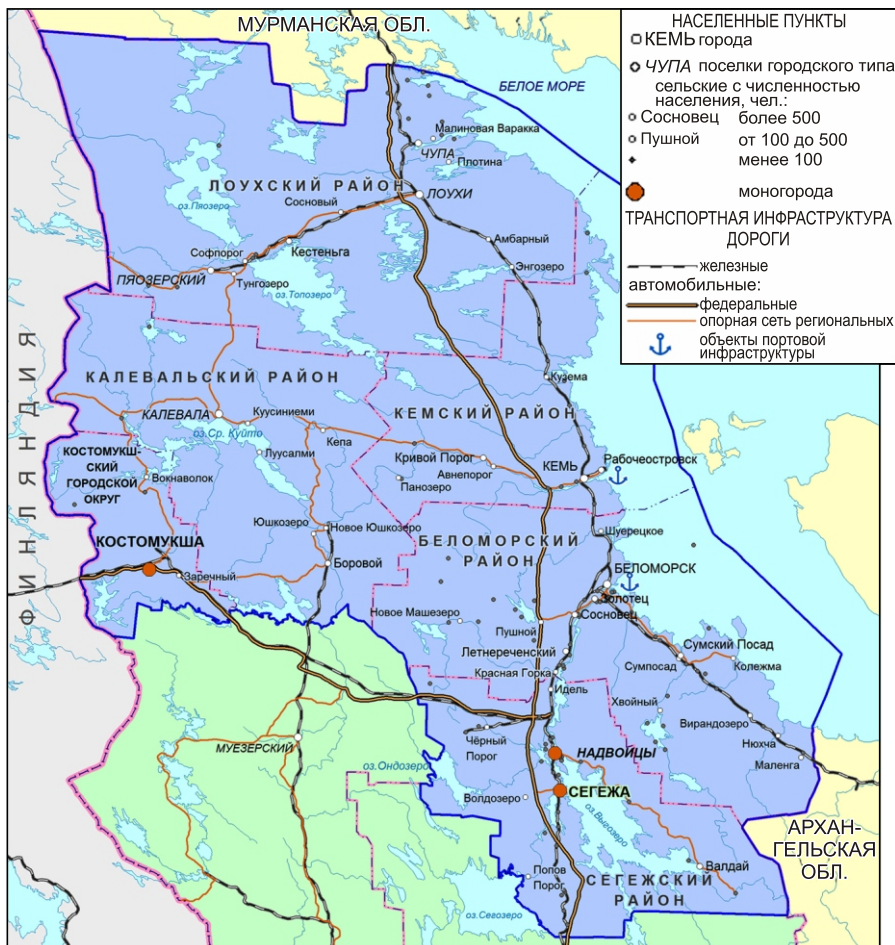 МУРМАНСКАЯ ОБЛ.
НАСЕЛЕННЫЕ ПУНКТЫ
КЕМЬ города
ЧУПА поселки городского типа
сельские с численностью
населения, чел.:
Сосновец более 500
Пушной от 100 до 500
менее 100
моногорода
ТРАНСПОРТНАЯ ИНФРАСТРУКТУРА
ДОРОГИ
железные
автомобильные:
федеральные
опорная сеть региональных
объекты портовой
инфраструктуры
БЕЛОЕ МОРЕ
Малиновая Варакка
ЧУПА
Плотина
ЛОУХСКИЙ РАЙОН
ЛОУХИ
оз.Пяозеро
Сосновый
Амбарный
Софпорог
Кестеньга
Энгозеро
ПЯОЗЕРСКИЙ
Тунгозеро
оз.Топозеро
ФИНЛЯНДИЯ
КАЛЕВАЛЬСКИЙ РАЙОН
Кузема
КАЛЕВАЛА
Куусиниеми
КЕМСКИЙ РАЙОН
оз.Ср. Куйто
Кепа
КОСТОМУКШ-
СКИЙ
ГОРОДСКОЙ
ОКРУГ
Луусалми
Кривой Порог
Авнепорог
КЕМЬ
Рабочеостровск
Вокнаволок
Панозеро
Юшкозеро
Новое Юшкозеро
Шуерецкое
КОСТОМУКША
БЕЛОМОРСКИЙ
РАЙОН
Боровой
Заречный
БЕЛОМОРСК
Золотец
Новое Машезеро
Сосновец
Пушной
Летнереченский
Сумский Посад
Сумпосад
Колежма
Красная Горка
Идель
Хвойный
Вирандозеро
МУЕЗЕРСКИЙ
Чёрный
Порог
НАДВОЙЦЫ
Нюхча
Маленга
оз.Ондозеро
СЕГЕЖА
Волдозеро
оз.Выгозеро
АРХАН-
ГЕЛЬСКАЯ
ОБЛ.
Попов
Порог
Валдай
СЕГЕЖСКИЙ
РАЙОН
оз.Сегозеро